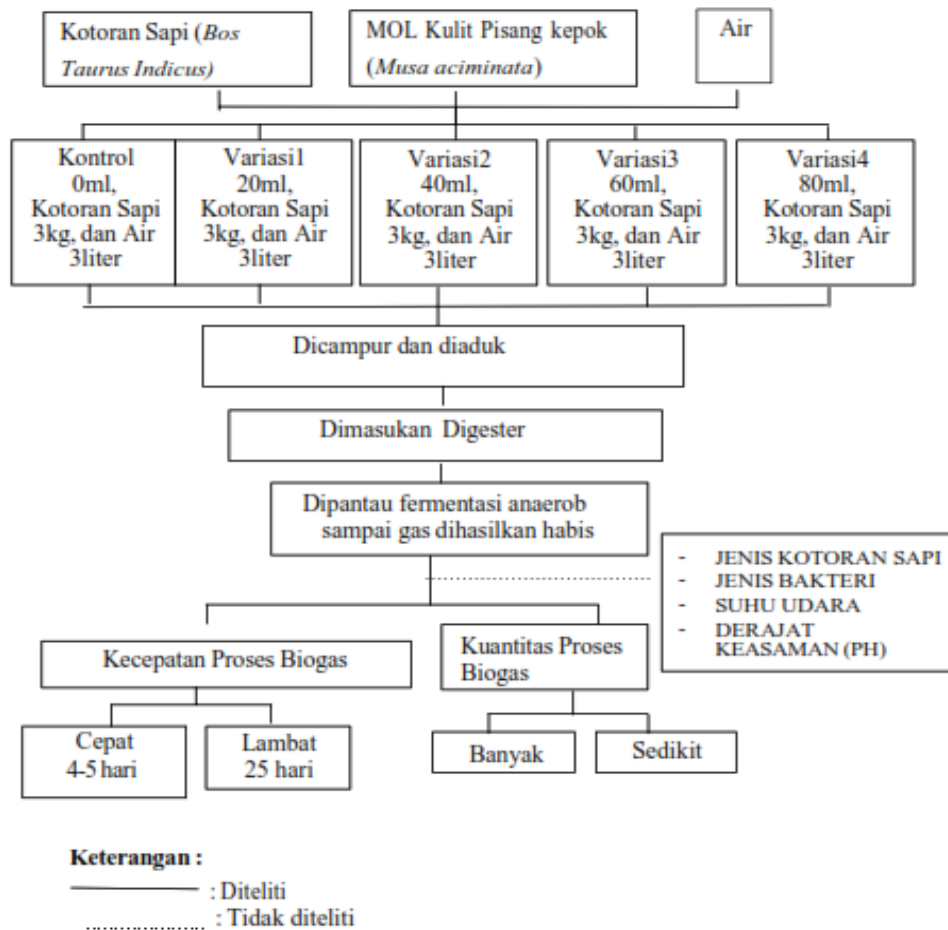 Kotoran Sapi (Bos
Taurus Indicus)
MOL Kulit Pisang kepok
(Musa aciminata)
Air
Kontrol
0ml,
Kotoran Sapi
3kg, dan Air
3liter
Variasi1
20ml,
Kotoran Sapi
3kg, dan Air
3liter
Variasi2
40ml,
Kotoran Sapi
3kg, dan Air
3liter
Variasi3
60ml,
Kotoran Sapi
3kg, dan Air
3liter
Variasi4
80ml,
Kotoran Sapi
3kg, dan Air
3liter
Dicampur dan diaduk
Dimasukan Digester
Dipantau fermentasi anaerob
sampai gas dihasilkan habis
- JENIS KOTORAN SAPI
- JENIS BAKTERI
- SUHU UDARA
- DERAJAT
KEASAMAN (PH)
Kecepatan Proses Biogas
Kuantitas Proses
Biogas
Cepat
4-5 hari
Lambat
25 hari
Banyak
Sedikit
Keterangan :
: Diteliti
: Tidak diteliti